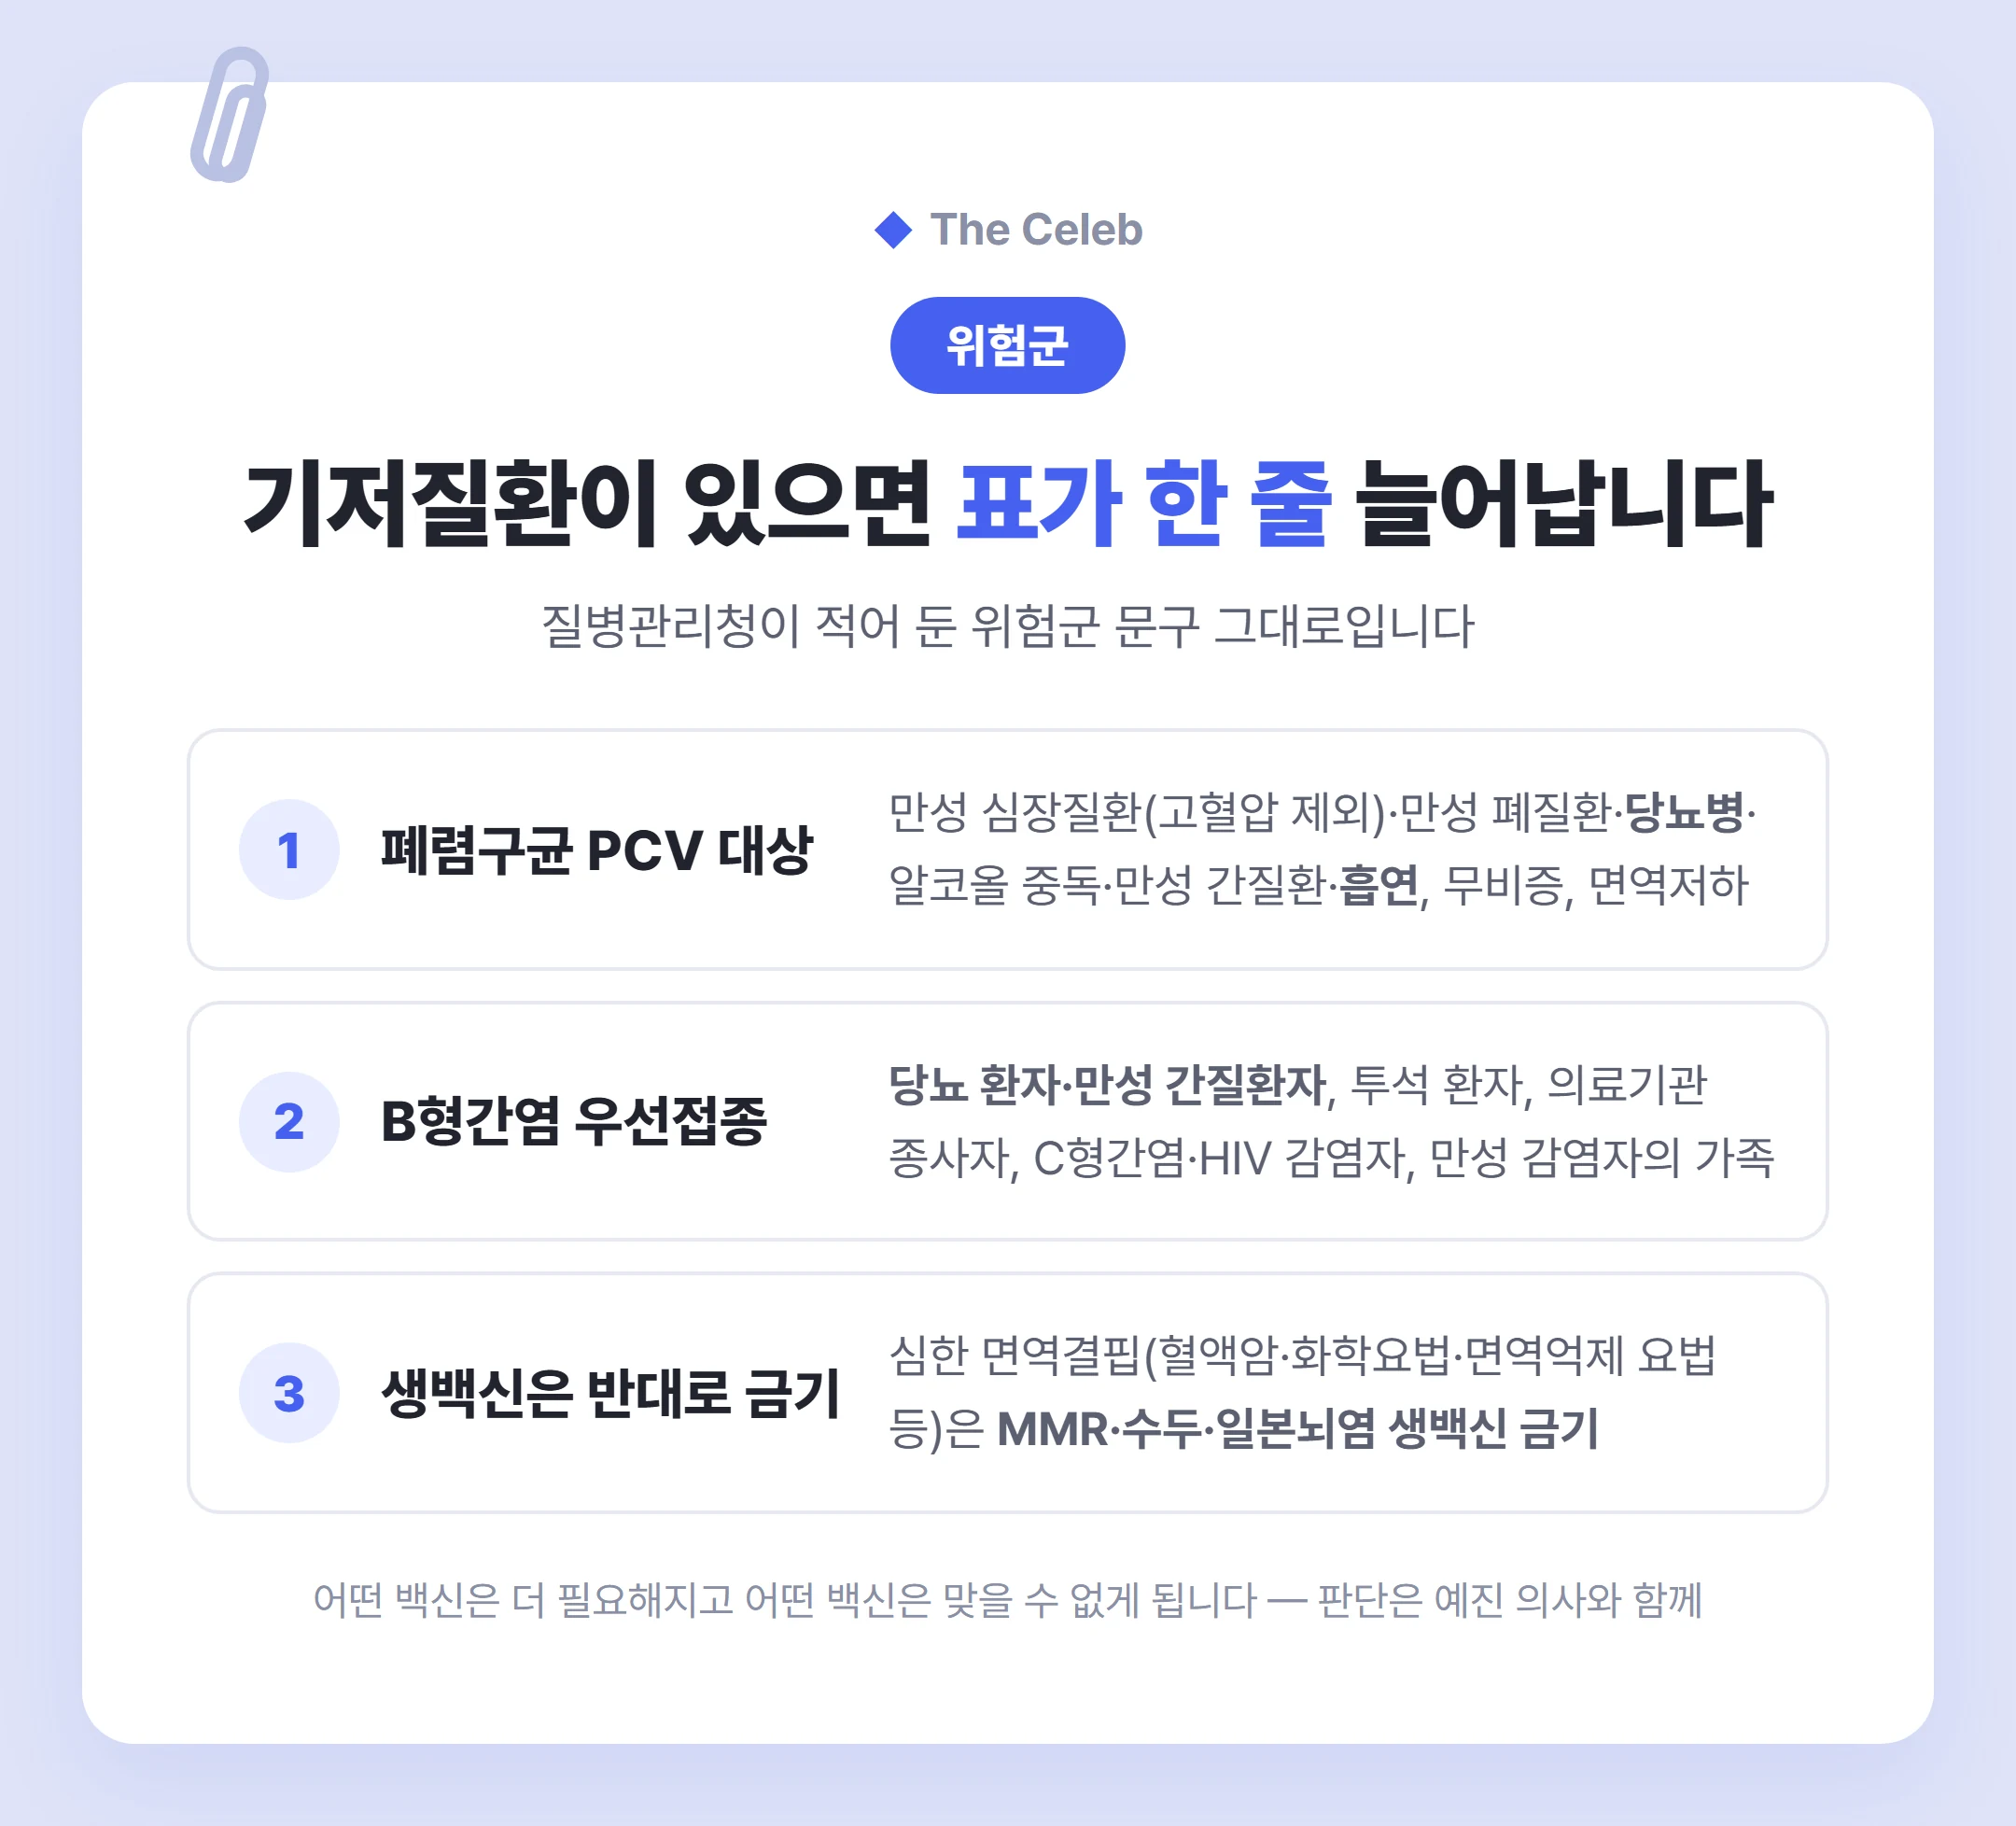 The Celeb
위험군
기저질환이 있으면 표가 한 줄 늘어납니다
질병관리청이 적어 둔 위험군 문구 그대로입니다
1
폐렴구균 PCV 대상
만성 심장질환(고혈압 제외)·만성 폐질환·당뇨병·
알코올 중독·만성 간질환·흡연, 무비증, 면역저하
2
B형간염 우선접종
당뇨 환자·만성 간질환자, 투석 환자, 의료기관
종사자, C형간염·HIV 감염자, 만성 감염자의 가족
3
생백신은 반대로 금기
심한 면역결핍(혈액암·화학요법·면역억제 요법
등)은 MMR·수두·일본뇌염 생백신 금기
어떤 백신은 더 필요해지고 어떤 백신은 맞을 수 없게 됩니다 — 판단은 예진 의사와 함께